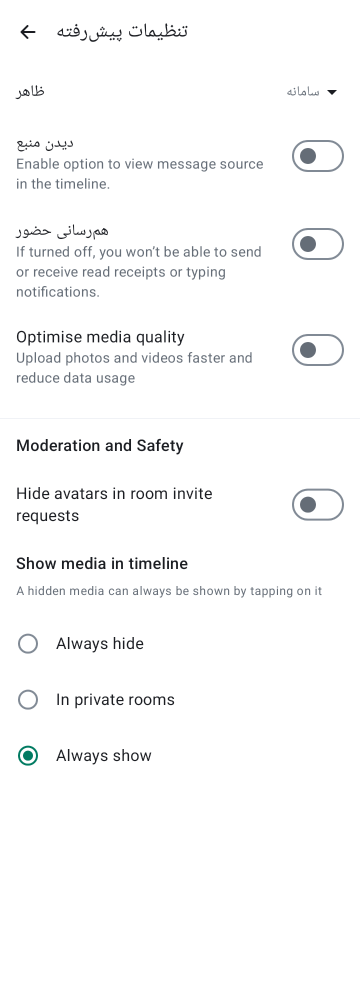 تنظیمات پیش‌رفته
ظاهر
سامانه
دیدن منبع
Enable option to view message source
in the timeline.
هم‌رسانی حضور
If turned off, you won’t be able to send
or receive read receipts or typing
notifications.
Optimise media quality
Upload photos and videos faster and
reduce data usage
Moderation and Safety
Hide avatars in room invite
requests
Show media in timeline
A hidden media can always be shown by tapping on it
Always hide
In private rooms
Always show